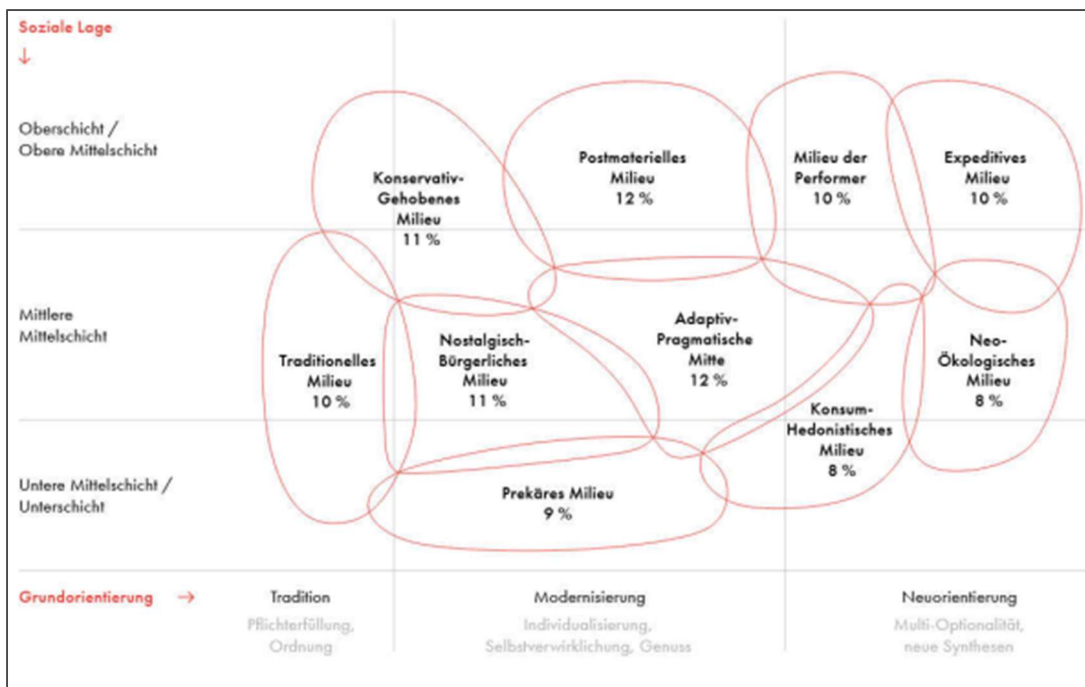 Soziale Lage
↓
Oberschicht /
Obere Mittelschicht
Konservativ-
Gehobenes
Milieu
11 %
Postmaterielles
Milieu
12 %
Milieu der
Performer
10 %
Expeditives
Milieu
10 %
Mittlere
Mittelschicht
Traditionelles
Milieu
10 %
Nostalgisch-
Bürgerliches
Milieu
11 %
Adaptiv-
Pragmatische
Mitte
12 %
Neo-
Ökologisches
Milieu
8 %
Konsum-
Hedonistisches
Milieu
8 %
Untere Mittelschicht /
Unterschicht
Prekäres Milieu
9 %
Grundorientierung →
Tradition
Pflichterfüllung,
Ordnung
Modernisierung
Individualisierung,
Selbstverwirklichung, Genuss
Neuorientierung
Multi-Optionalität,
neue Synthesen